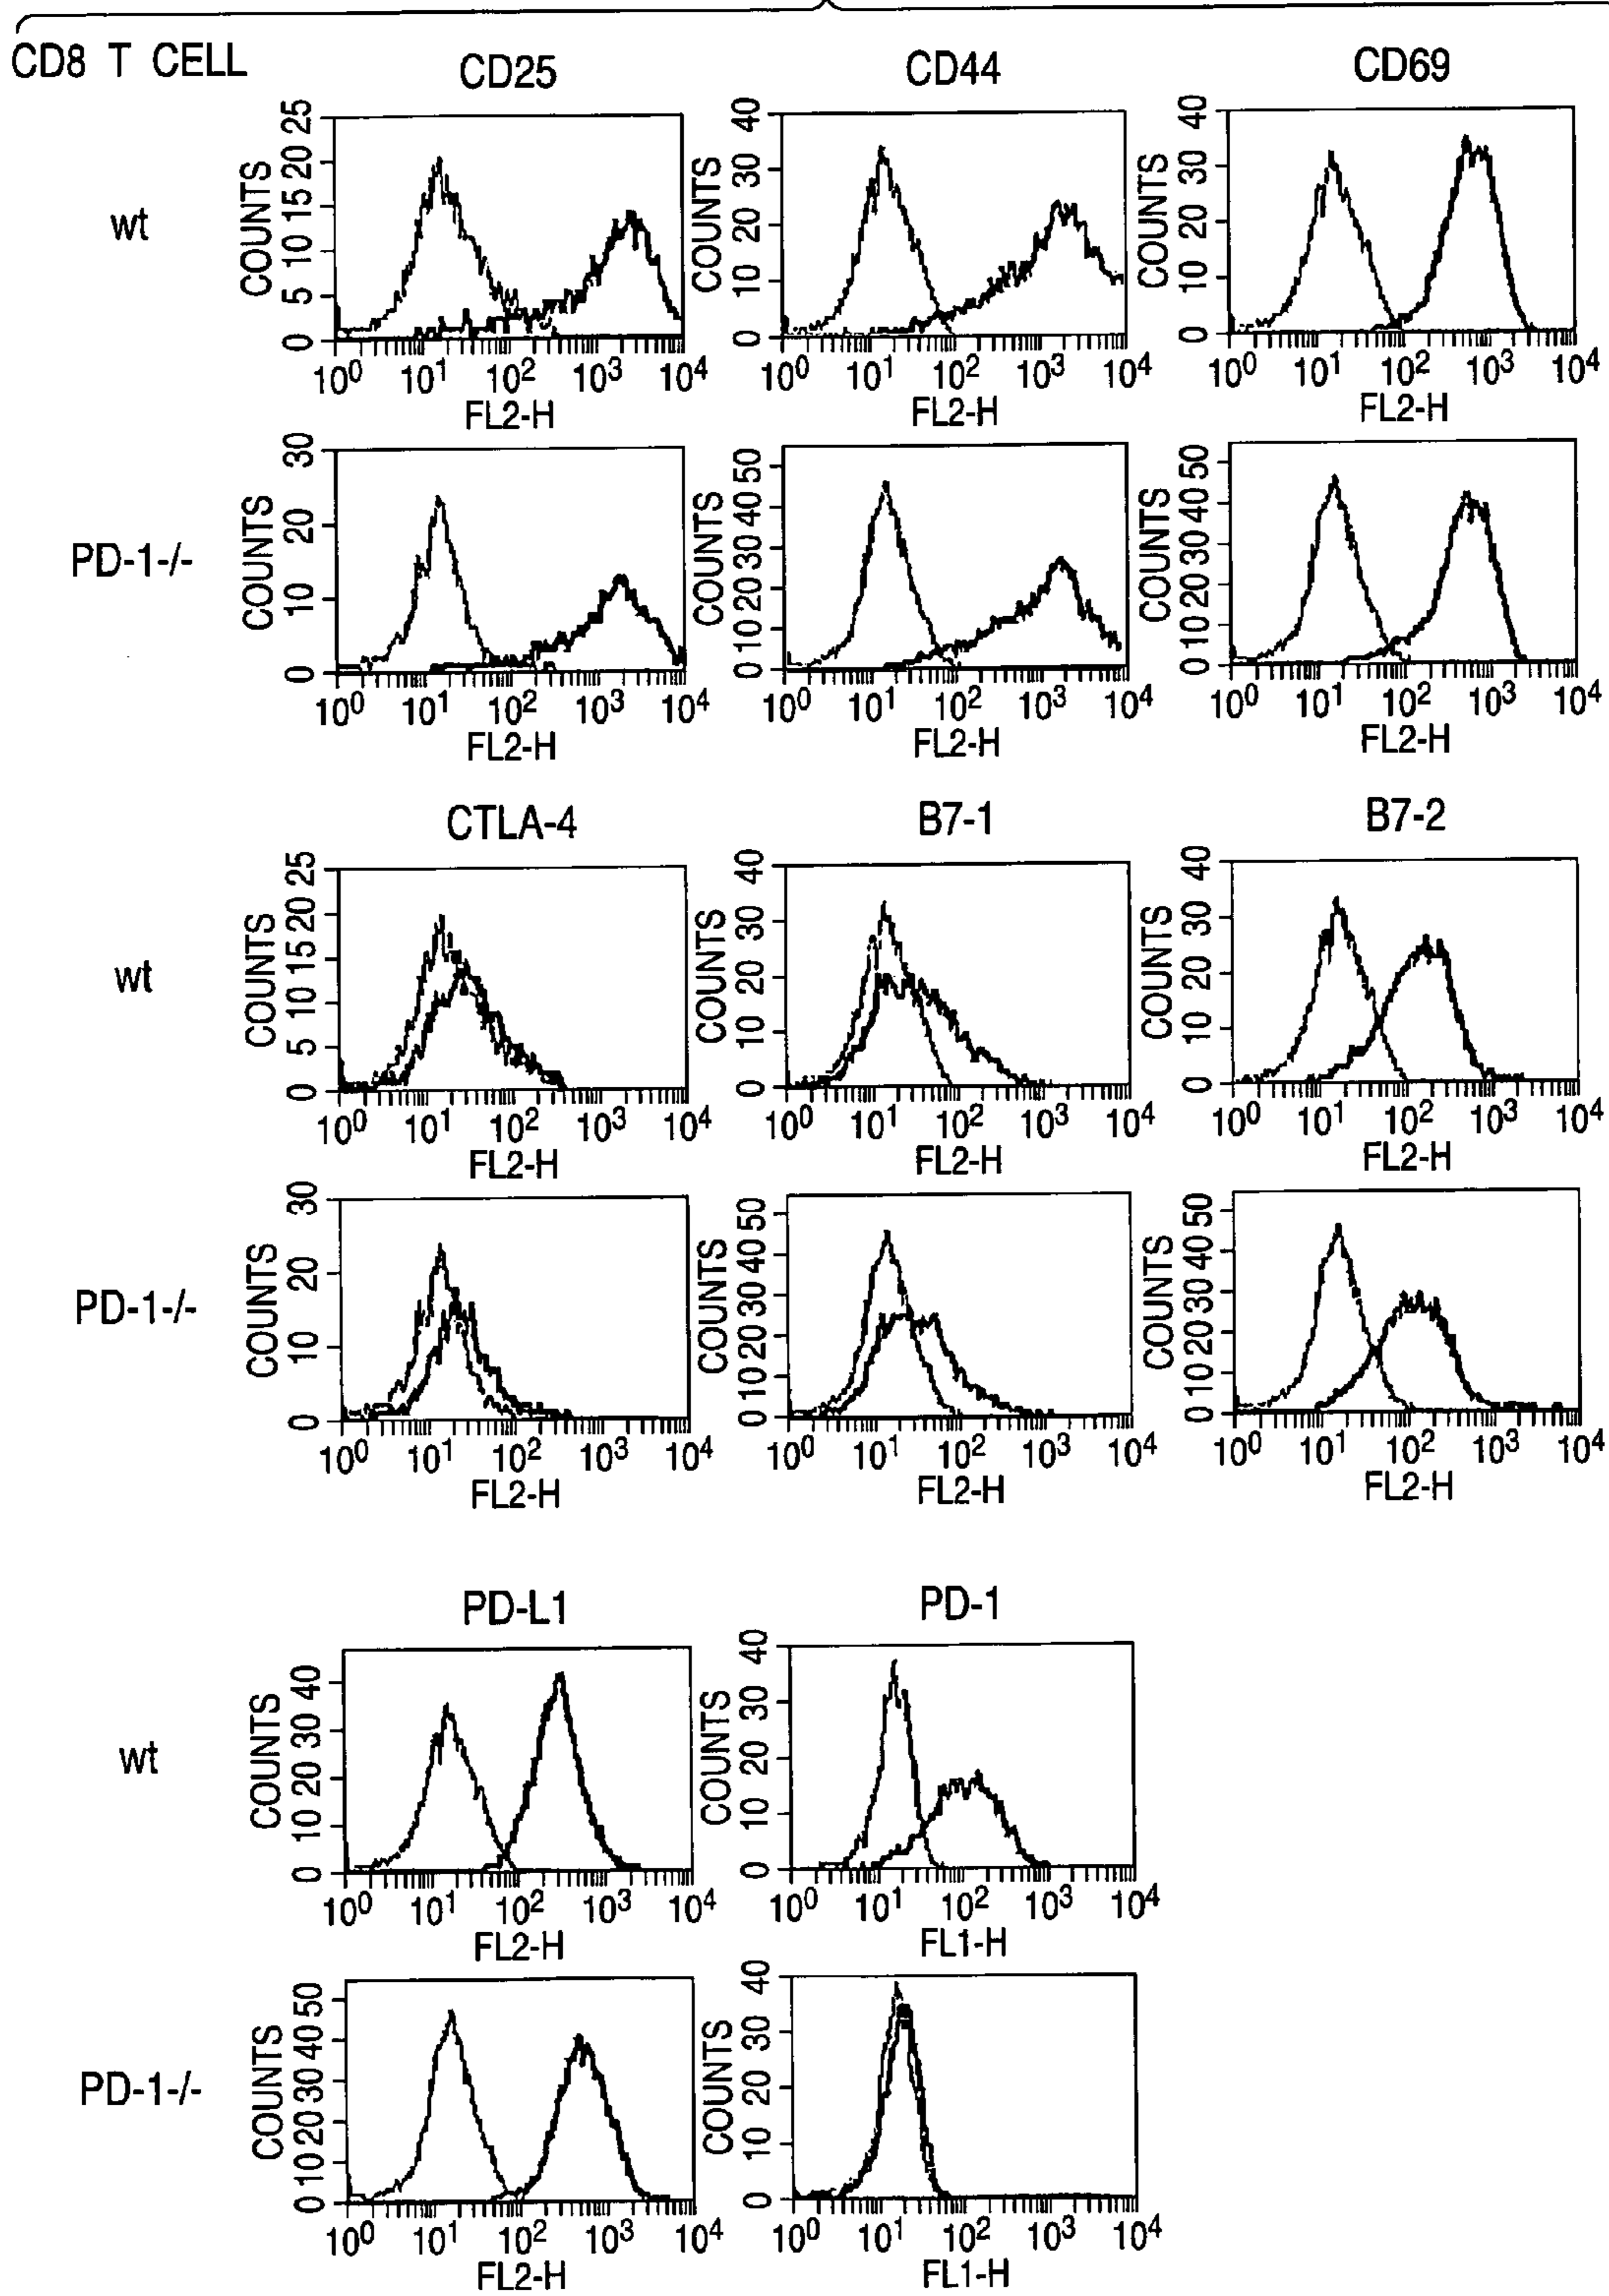 CD8 T CELL
CD25 CD44 CD69
wt
COUNTS 0 5 10 15 20 25
10⁰ 10¹ 10² 10³ 10⁴
FL2-H
COUNTS 0 10 20 30 40
10⁰ 10¹ 10² 10³ 10⁴
FL2-H
COUNTS 0 10 20 30 40
10⁰ 10¹ 10² 10³ 10⁴
FL2-H
PD-1-/-
COUNTS 0 10 20 30
10⁰ 10¹ 10² 10³ 10⁴
FL2-H
COUNTS 0 10 20 30 40 50
10⁰ 10¹ 10² 10³ 10⁴
FL2-H
COUNTS 0 10 20 30 40 50
10⁰ 10¹ 10² 10³ 10⁴
FL2-H
CTLA-4 B7-1 B7-2
wt
COUNTS 0 5 10 15 20 25
10⁰ 10¹ 10² 10³ 10⁴
FL2-H
COUNTS 0 10 20 30 40
10⁰ 10¹ 10² 10³ 10⁴
FL2-H
COUNTS 0 10 20 30 40
10⁰ 10¹ 10² 10³ 10⁴
FL2-H
PD-1-/-
COUNTS 0 10 20 30
10⁰ 10¹ 10² 10³ 10⁴
FL2-H
COUNTS 0 10 20 30 40 50
10⁰ 10¹ 10² 10³ 10⁴
FL2-H
COUNTS 0 10 20 30 40 50
10⁰ 10¹ 10² 10³ 10⁴
FL2-H
PD-L1 PD-1
wt
COUNTS 0 10 20 30 40
10⁰ 10¹ 10² 10³ 10⁴
FL2-H
COUNTS 0 10 20 30 40
10⁰ 10¹ 10² 10³ 10⁴
FL1-H
PD-1-/-
COUNTS 0 10 20 30 40 50
10⁰ 10¹ 10² 10³ 10⁴
FL2-H
COUNTS 0 10 20 30 40
10⁰ 10¹ 10² 10³ 10⁴
FL1-H